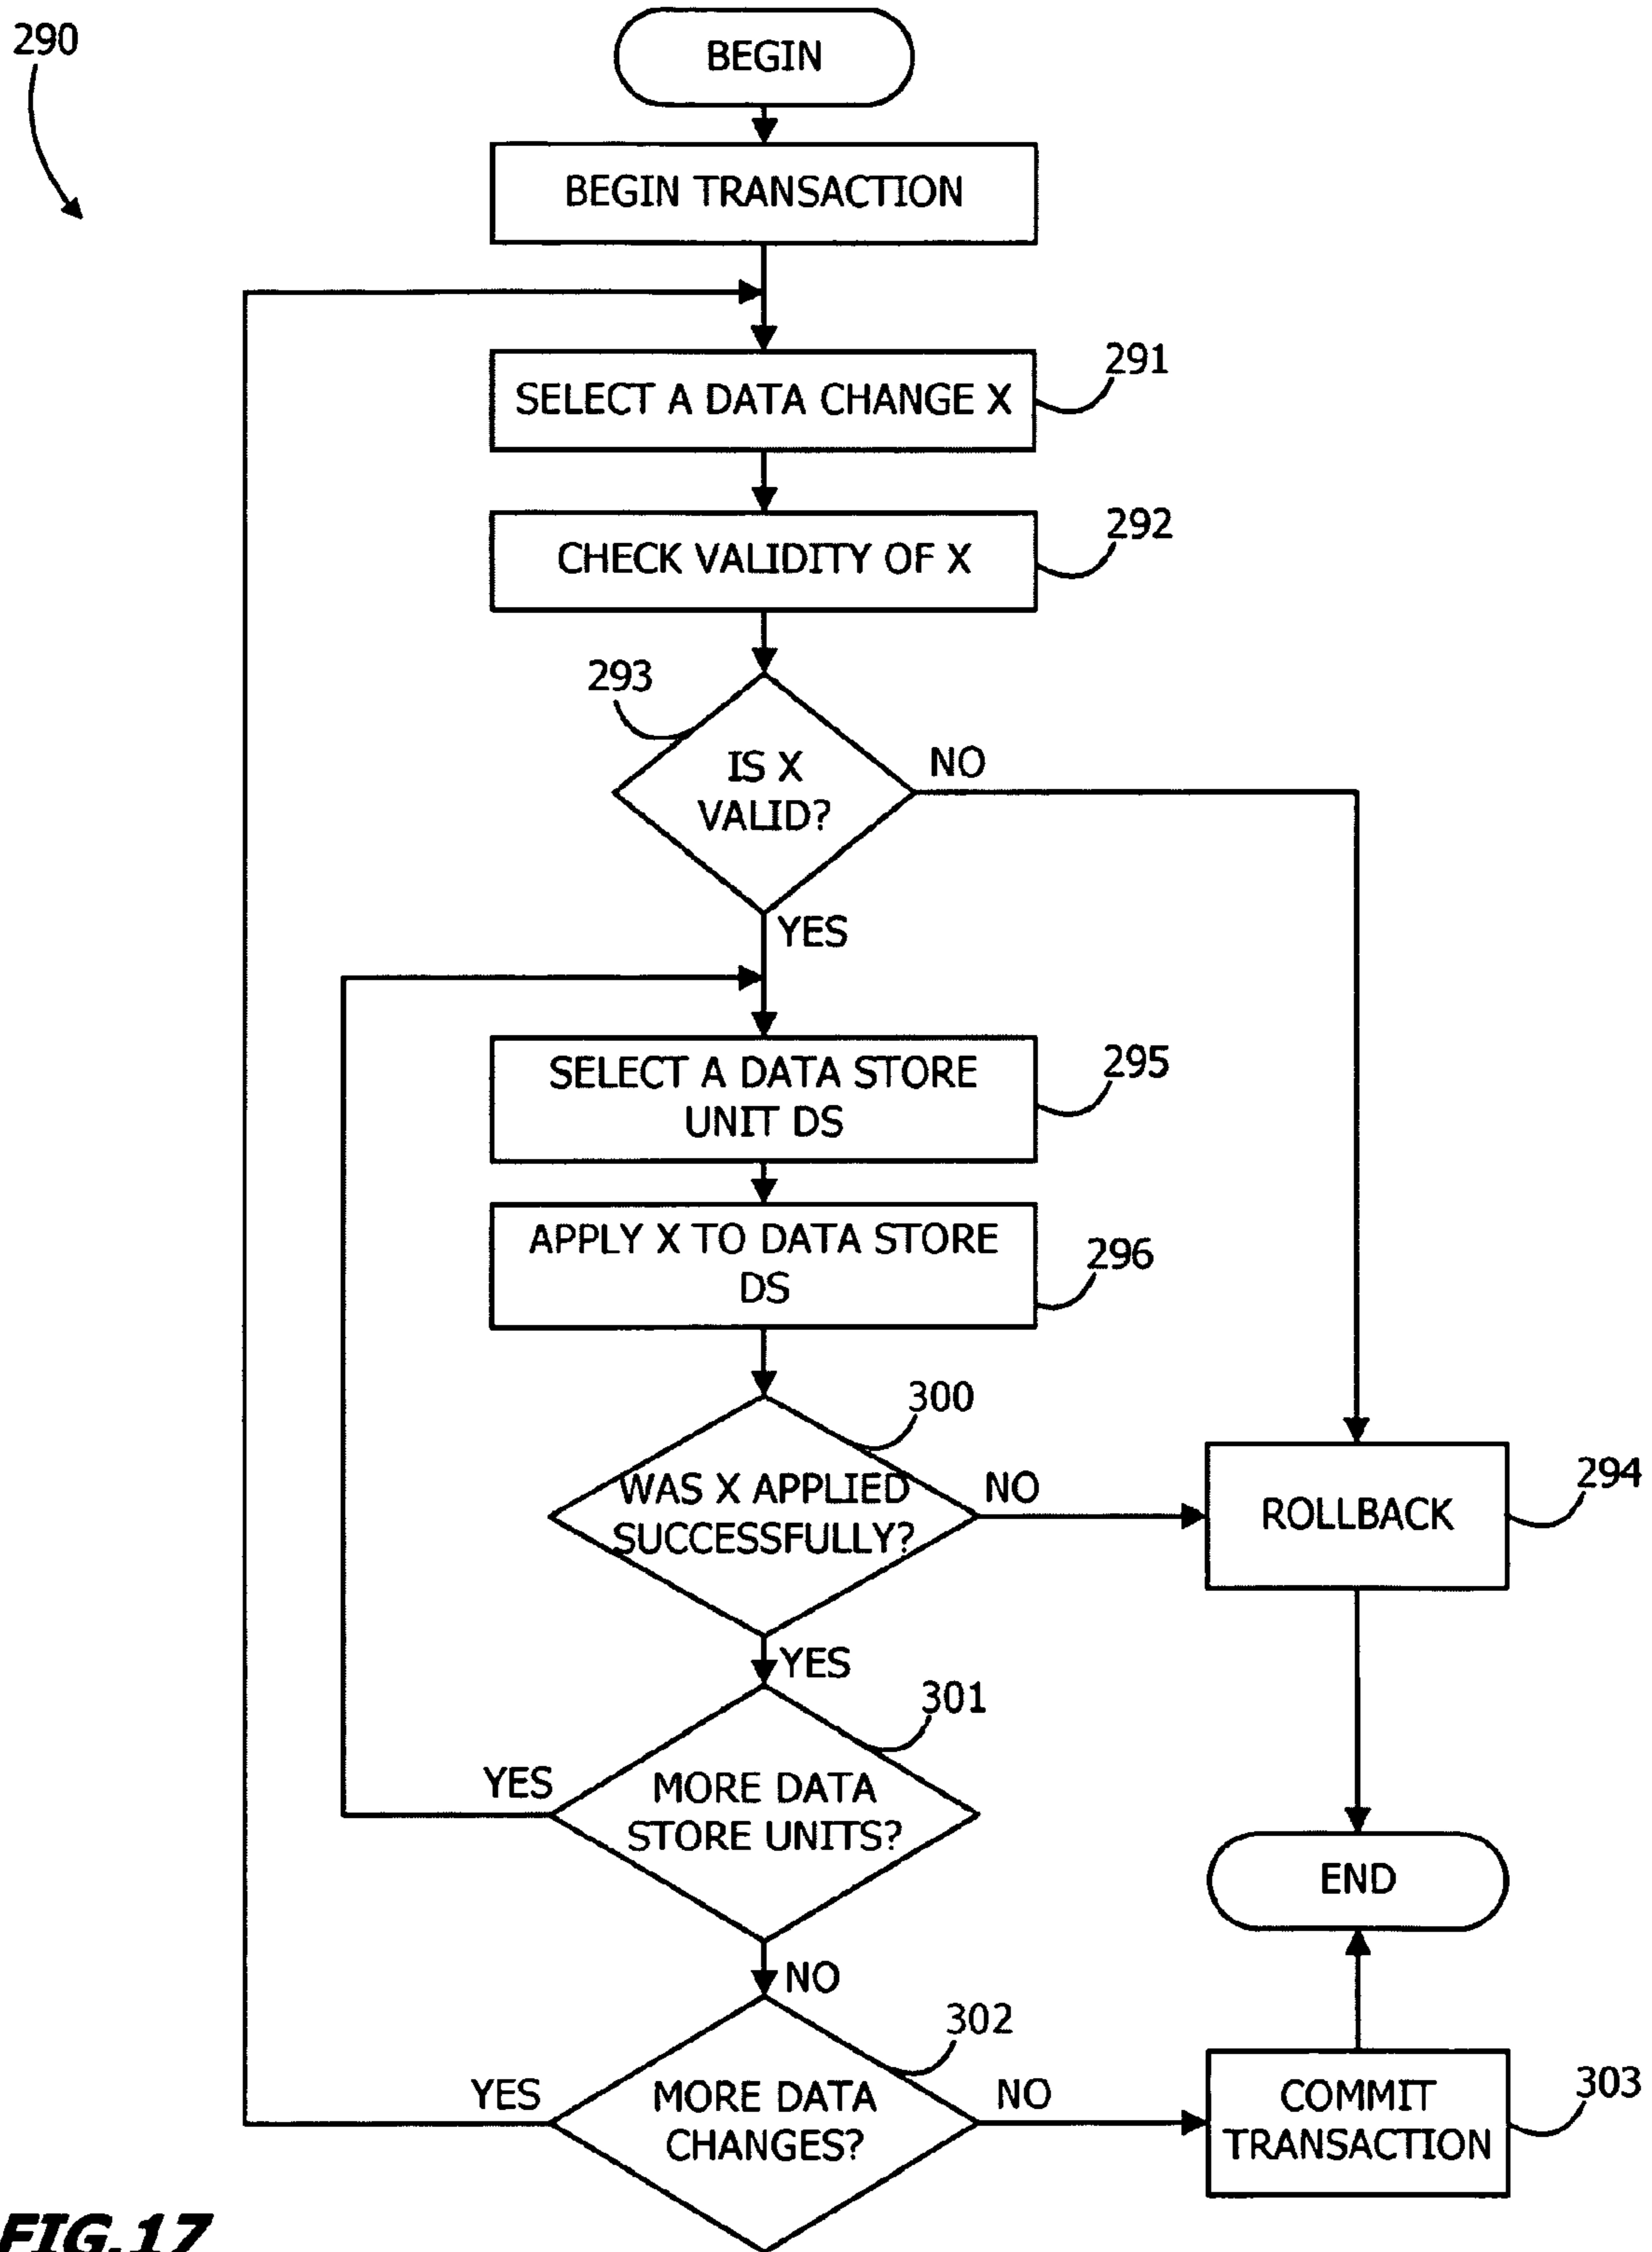 290
BEGIN
BEGIN TRANSACTION
291
SELECT A DATA CHANGE X
292
CHECK VALIDITY OF X
293
IS X
VALID?
NO
YES
SELECT A DATA STORE
UNIT DS
295
APPLY X TO DATA STORE
DS
296
300
WAS X APPLIED
SUCCESSFULLY?
NO
ROLLBACK
294
YES
301
YES
MORE DATA
STORE UNITS?
END
NO
302
YES
MORE DATA
CHANGES?
NO
COMMIT
TRANSACTION
303
FIG.17